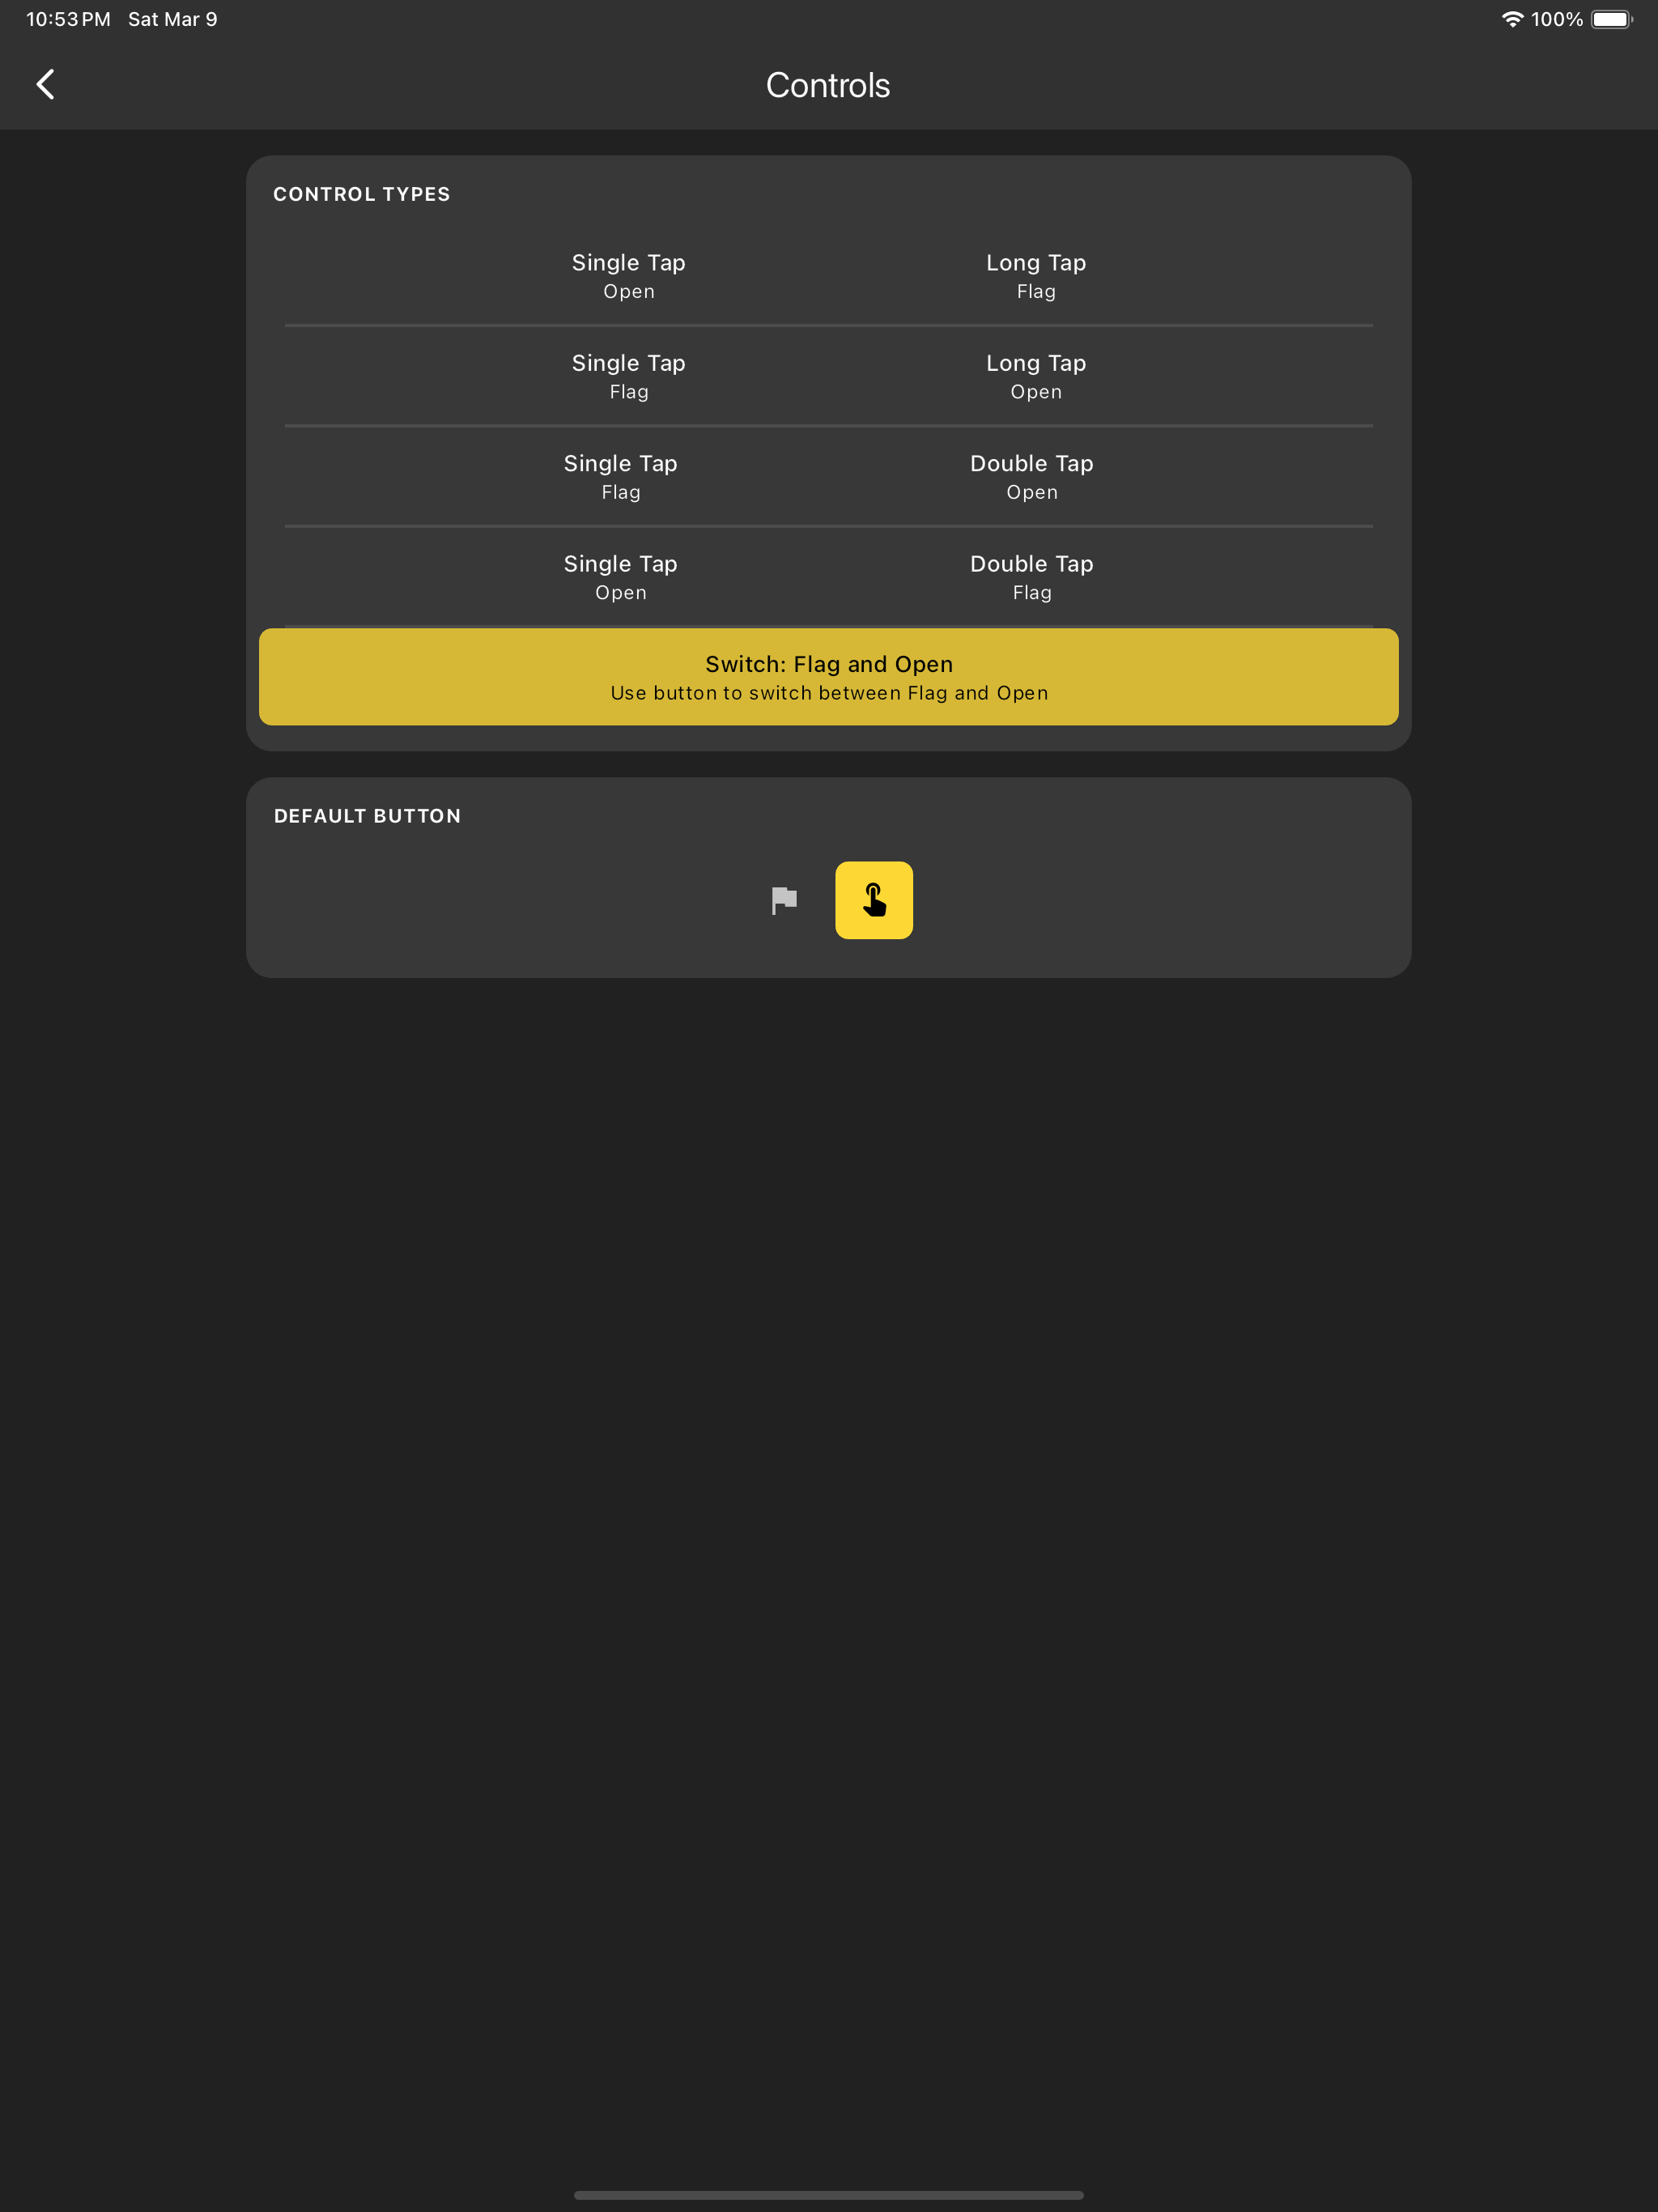 10:53 PM Sat Mar 9 100%
Controls
CONTROL TYPES
Single Tap Long Tap
Open Flag
Single Tap Long Tap
Flag Open
Single Tap Double Tap
Flag Open
Single Tap Double Tap
Open Flag
Switch: Flag and Open
Use button to switch between Flag and Open
DEFAULT BUTTON